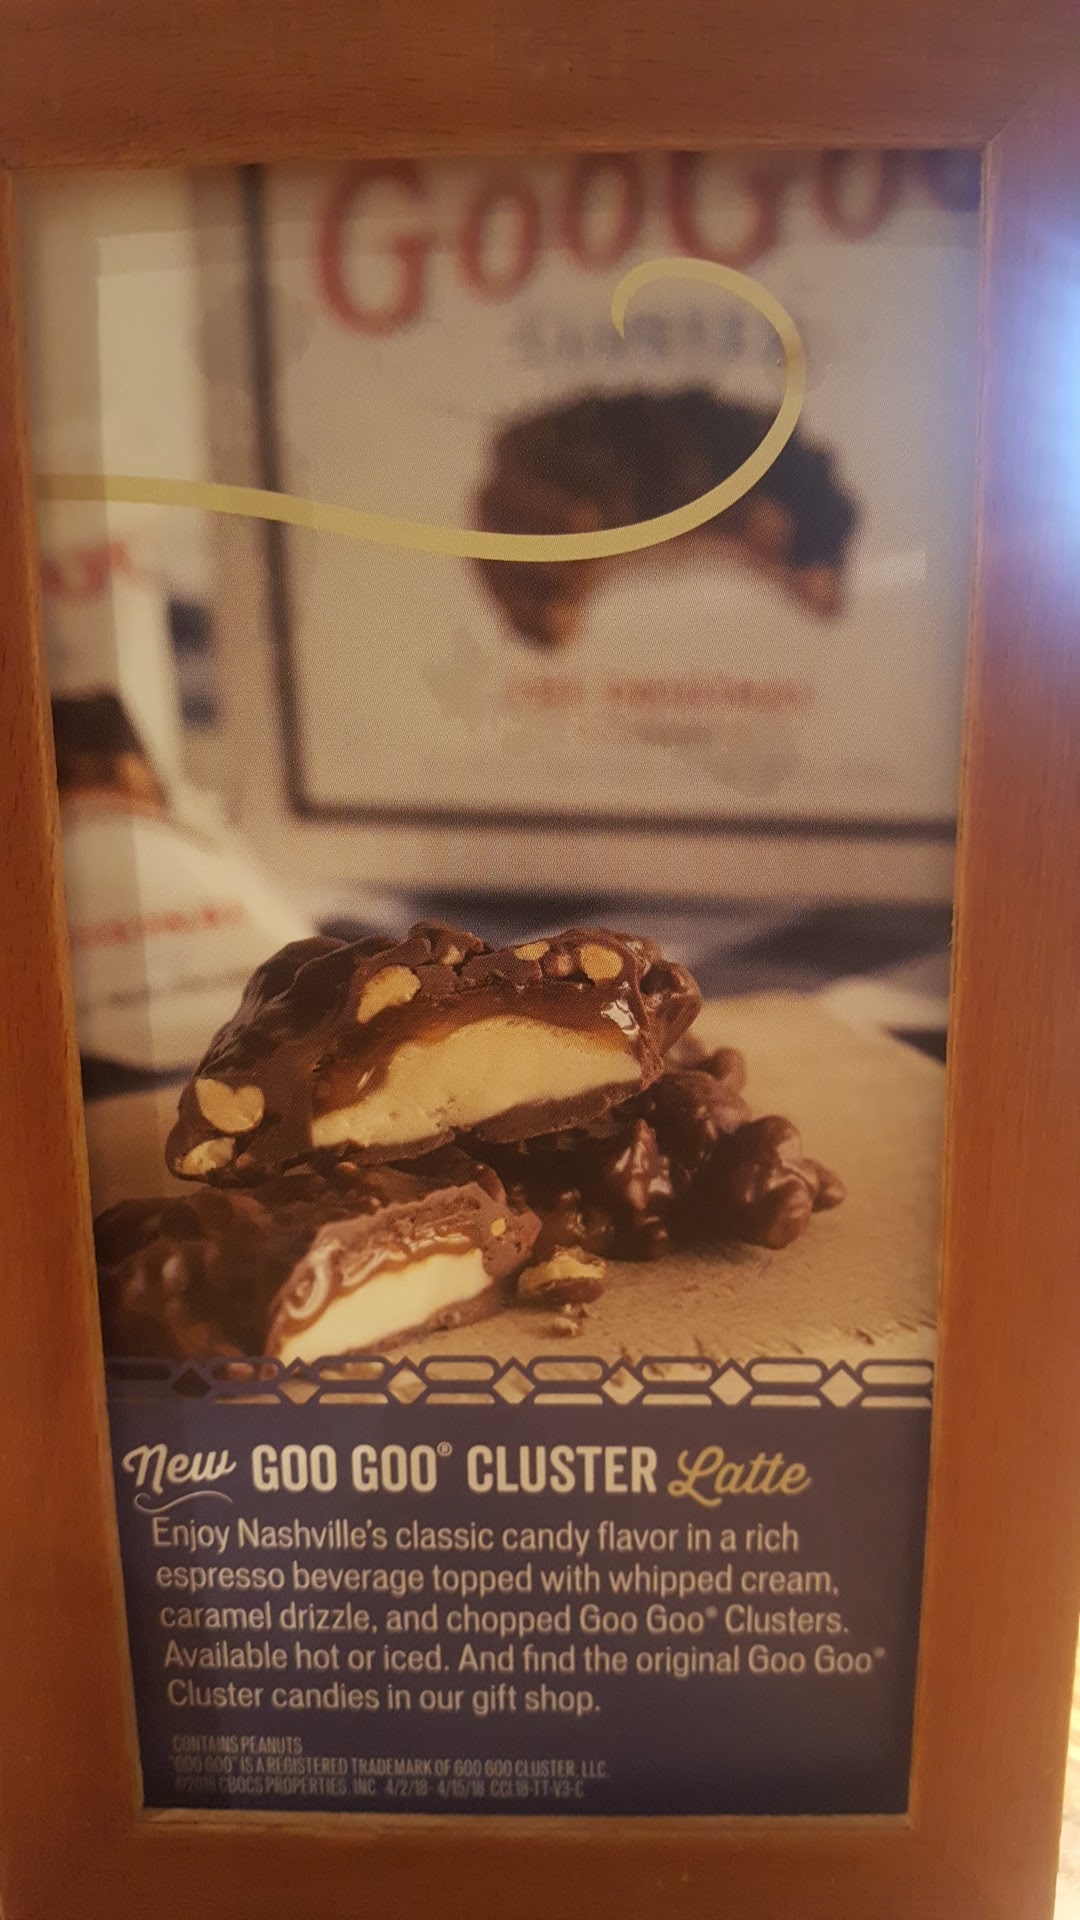 GooGoo
New GOO GOO® CLUSTER Latte
Enjoy Nashville's classic candy flavor in a rich
espresso beverage topped with whipped cream,
caramel drizzle, and chopped Goo Goo® Clusters.
Available hot or iced. And find the original Goo Goo®
Cluster candies in our gift shop.
CONTAINS PEANUTS
"GOO GOO" IS A REGISTERED TRADEMARK OF GOO GOO CLUSTER, LLC.
©2018 CBOCS PROPERTIES, INC. 4/2/18- 4/15/18 CCL18-TT-V3-C